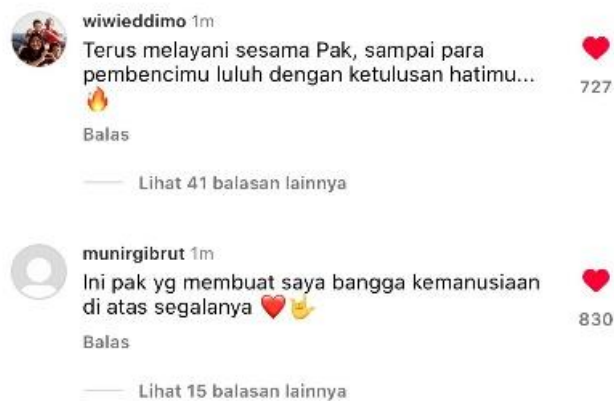 wiwieddimo 1m
Terus melayani sesama Pak, sampai para
pembencimu luluh dengan ketulusan hatimu...
🔥
727
Balas
Lihat 41 balasan lainnya
munirgibrut 1m
Ini pak yg membuat saya bangga kemanusiaan
di atas segalanya ❤️🤟
830
Balas
Lihat 15 balasan lainnya